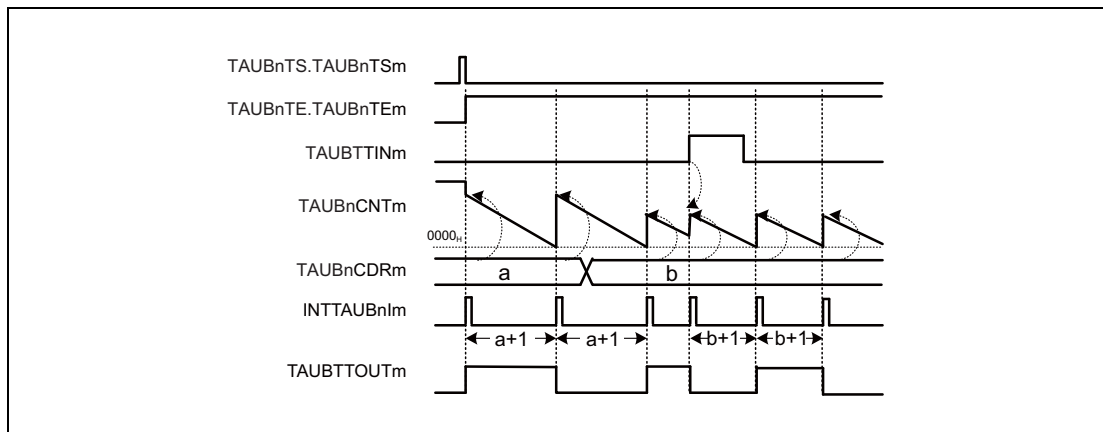 TAUBnTS.TAUBnTSm
TAUBnTE.TAUBnTEm
TAUBTTINm
TAUBnCNTm
0000H
TAUBnCDRm
a
b
INTTAUBnIm
a+1
a+1
b+1
b+1
TAUBTTOUTm